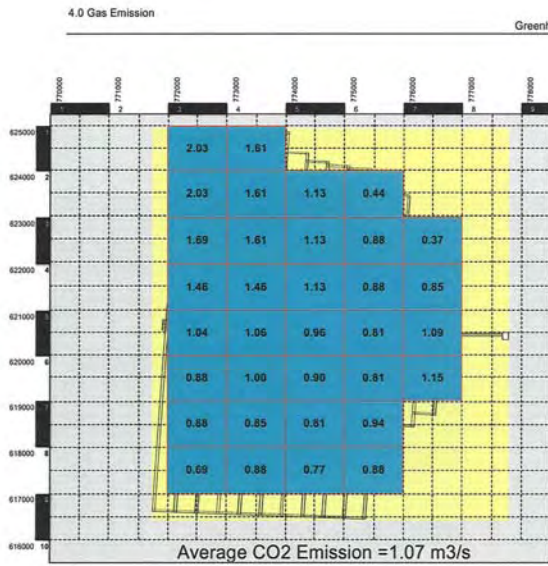 4.0 Gas Emission
Greenh
770000 771000 772000 773000 774000 775000 776000 777000 778000
1 2 3 4 5 6 7 8 9
625000 1
2.03 1.61
624000 2
2.03 1.61 1.13 0.44
623000 3
1.69 1.61 1.13 0.88 0.37
622000 4
1.46 1.46 1.13 0.88 0.85
621000 5
1.04 1.06 0.96 0.81 1.09
620000 6
0.88 1.00 0.90 0.81 1.15
619000 7
0.88 0.85 0.81 0.94
618000 8
0.69 0.88 0.77 0.88
617000 9
616000 10
Average CO2 Emission =1.07 m3/s